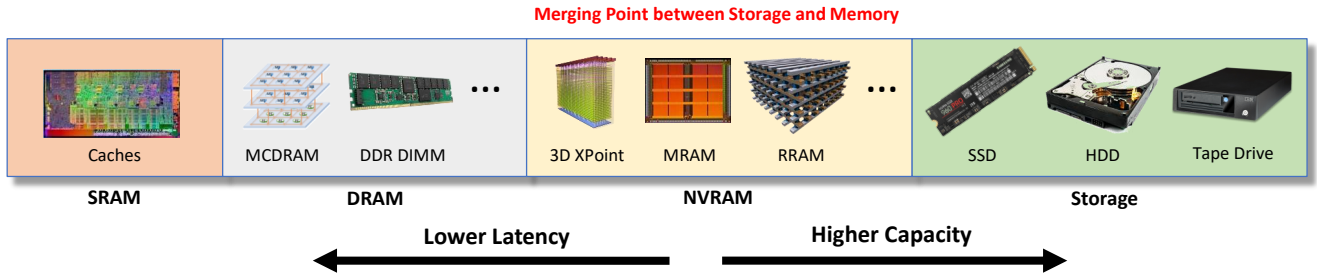 Merging Point between Storage and Memory
...
...
Caches
MCDRAM
DDR DIMM
3D XPoint
MRAM
RRAM
SSD
HDD
Tape Drive
SRAM
DRAM
NVRAM
Storage
Lower Latency
Higher Capacity